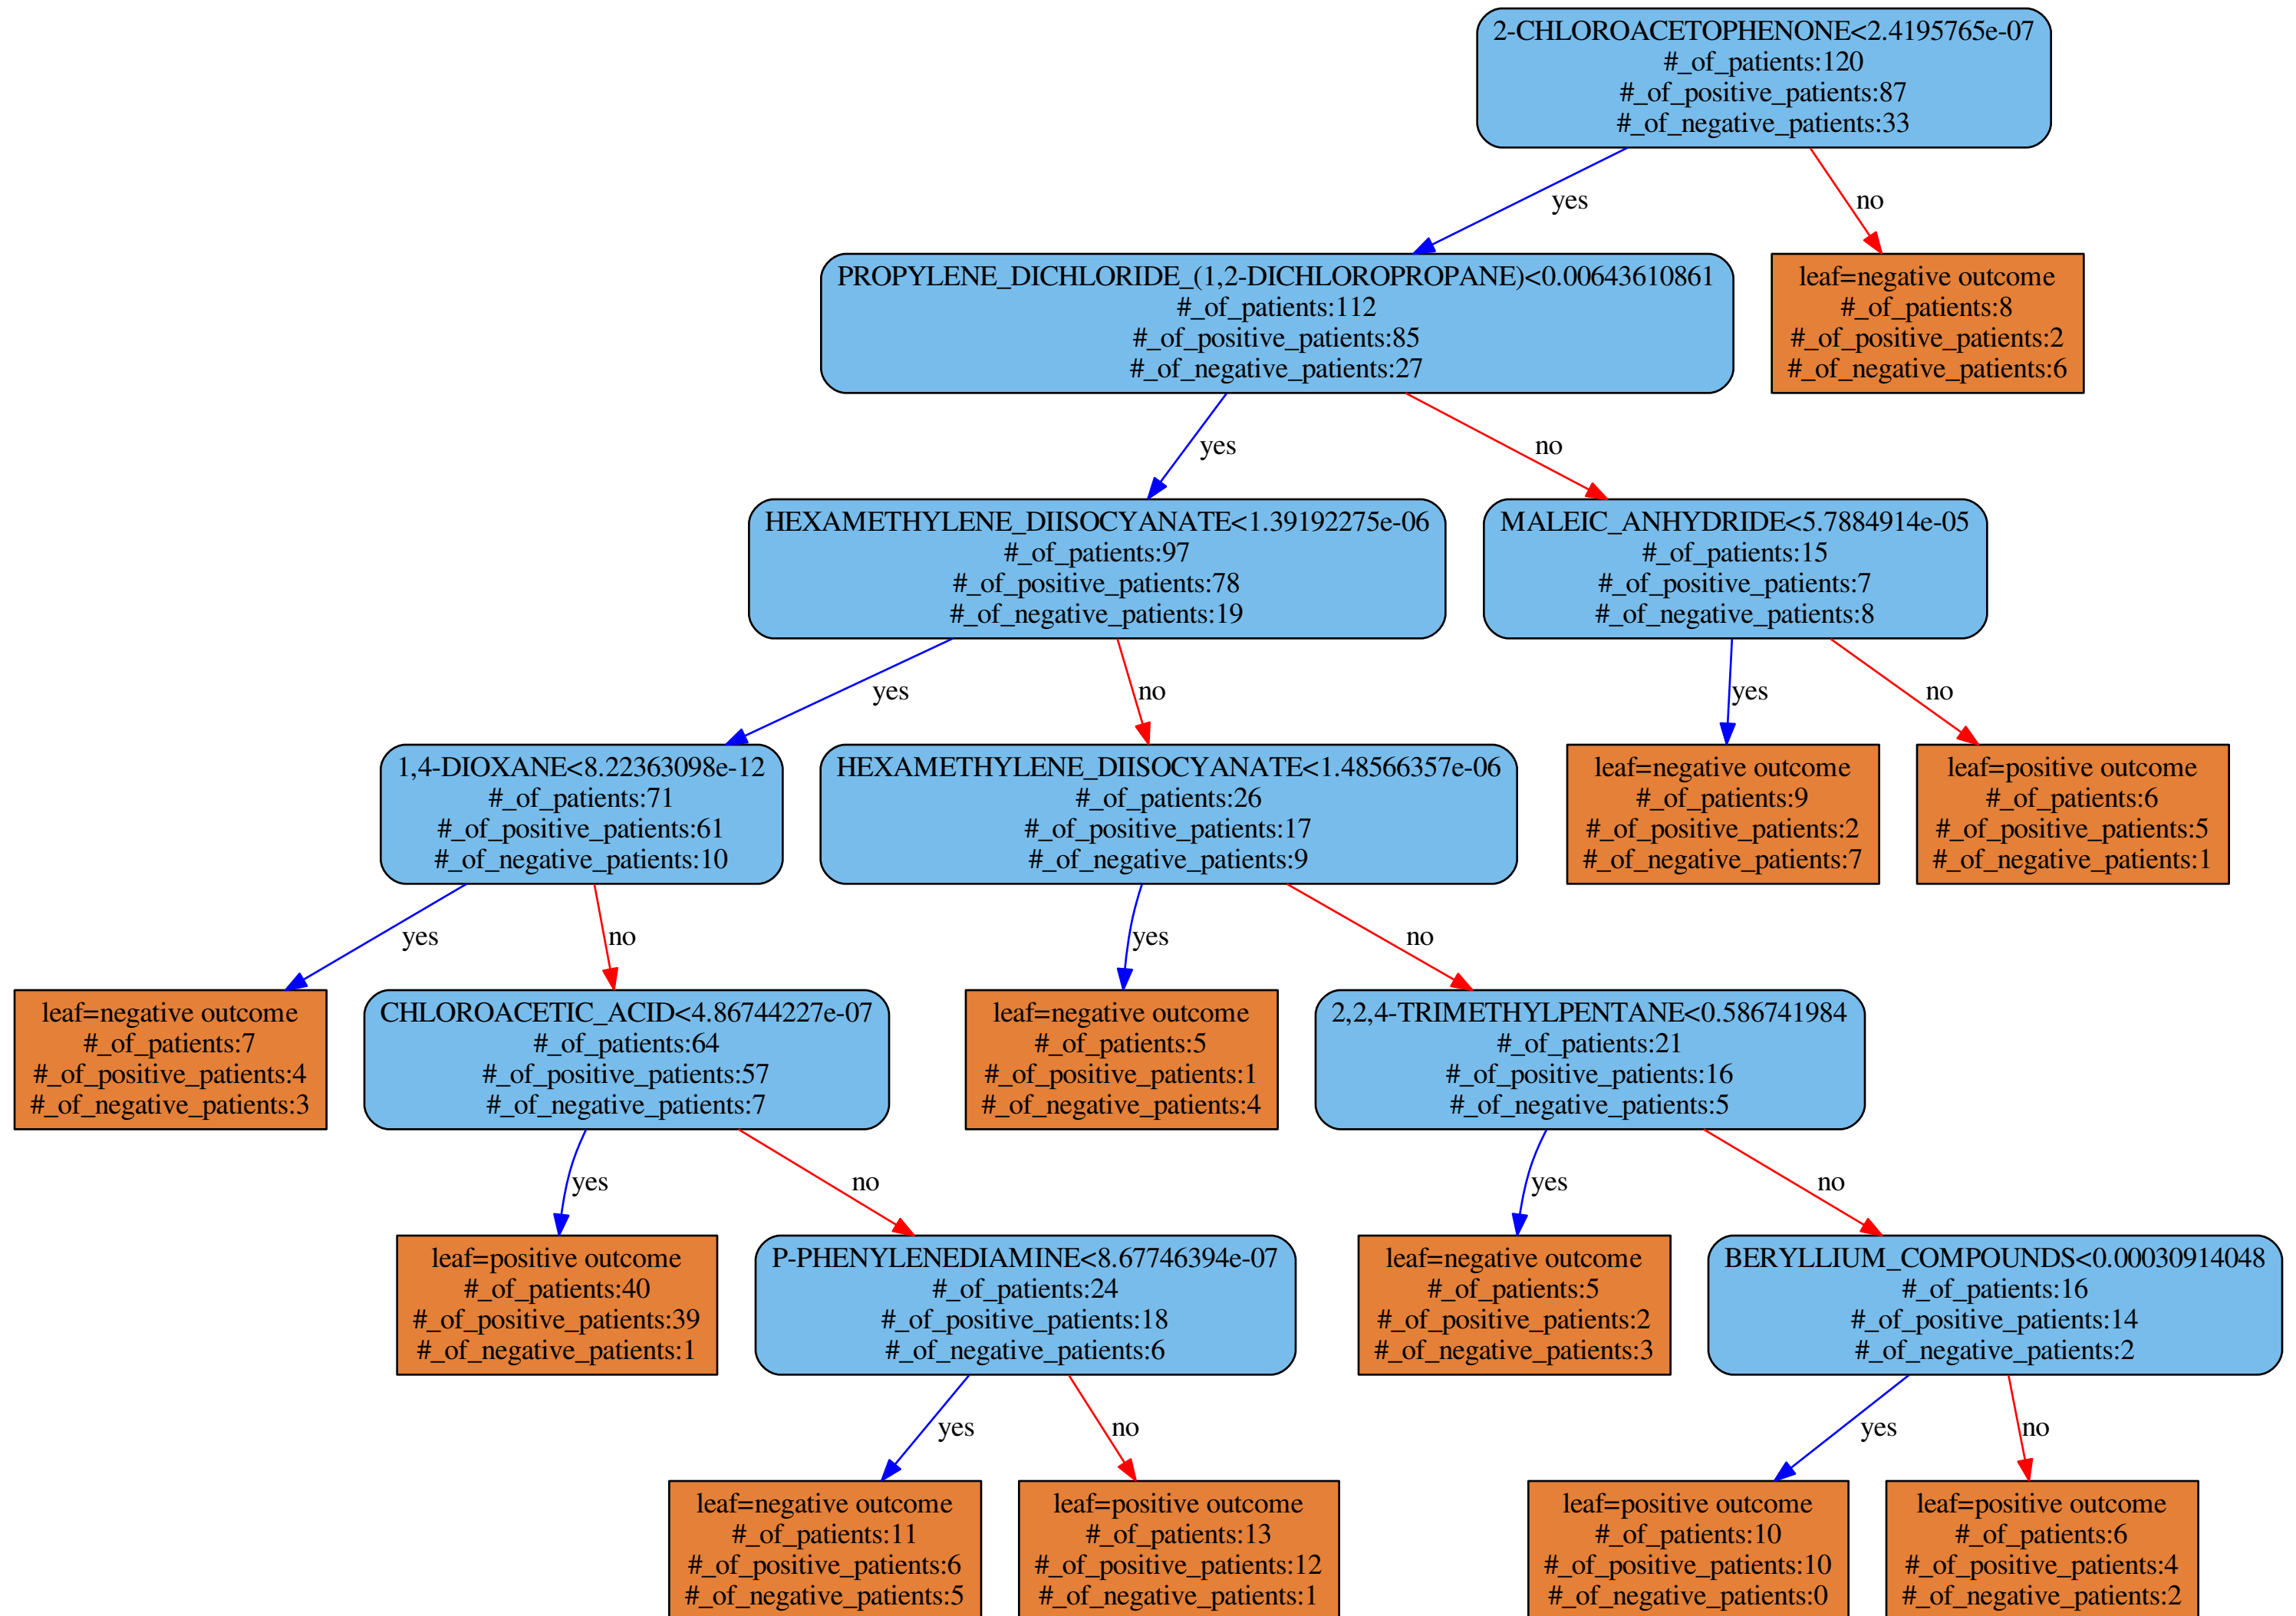 2-CHLOROACETOPHENONE<2.4195765e-07
#_of_patients:120
#_of_positive_patients:87
#_of_negative_patients:33
yes
no
PROPYLENE_DICHLORIDE_(1,2-DICHLOROPROPANE)<0.00643610861
#_of_patients:112
#_of_positive_patients:85
#_of_negative_patients:27
leaf=negative outcome
#_of_patients:8
#_of_positive_patients:2
#_of_negative_patients:6
yes
no
HEXAMETHYLENE_DIISOCYANATE<1.39192275e-06
#_of_patients:97
#_of_positive_patients:78
#_of_negative_patients:19
MALEIC_ANHYDRIDE<5.7884914e-05
#_of_patients:15
#_of_positive_patients:7
#_of_negative_patients:8
yes
no
yes
no
1,4-DIOXANE<8.22363098e-12
#_of_patients:71
#_of_positive_patients:61
#_of_negative_patients:10
HEXAMETHYLENE_DIISOCYANATE<1.48566357e-06
#_of_patients:26
#_of_positive_patients:17
#_of_negative_patients:9
leaf=negative outcome
#_of_patients:9
#_of_positive_patients:2
#_of_negative_patients:7
leaf=positive outcome
#_of_patients:6
#_of_positive_patients:5
#_of_negative_patients:1
yes
no
yes
no
leaf=negative outcome
#_of_patients:7
#_of_positive_patients:4
#_of_negative_patients:3
CHLOROACETIC_ACID<4.86744227e-07
#_of_patients:64
#_of_positive_patients:57
#_of_negative_patients:7
leaf=negative outcome
#_of_patients:5
#_of_positive_patients:1
#_of_negative_patients:4
2,2,4-TRIMETHYLPENTANE<0.586741984
#_of_patients:21
#_of_positive_patients:16
#_of_negative_patients:5
yes
no
yes
no
leaf=positive outcome
#_of_patients:40
#_of_positive_patients:39
#_of_negative_patients:1
P-PHENYLENEDIAMINE<8.67746394e-07
#_of_patients:24
#_of_positive_patients:18
#_of_negative_patients:6
leaf=negative outcome
#_of_patients:5
#_of_positive_patients:2
#_of_negative_patients:3
BERYLLIUM_COMPOUNDS<0.00030914048
#_of_patients:16
#_of_positive_patients:14
#_of_negative_patients:2
yes
no
yes
no
leaf=negative outcome
#_of_patients:11
#_of_positive_patients:6
#_of_negative_patients:5
leaf=positive outcome
#_of_patients:13
#_of_positive_patients:12
#_of_negative_patients:1
leaf=positive outcome
#_of_patients:10
#_of_positive_patients:10
#_of_negative_patients:0
leaf=positive outcome
#_of_patients:6
#_of_positive_patients:4
#_of_negative_patients:2